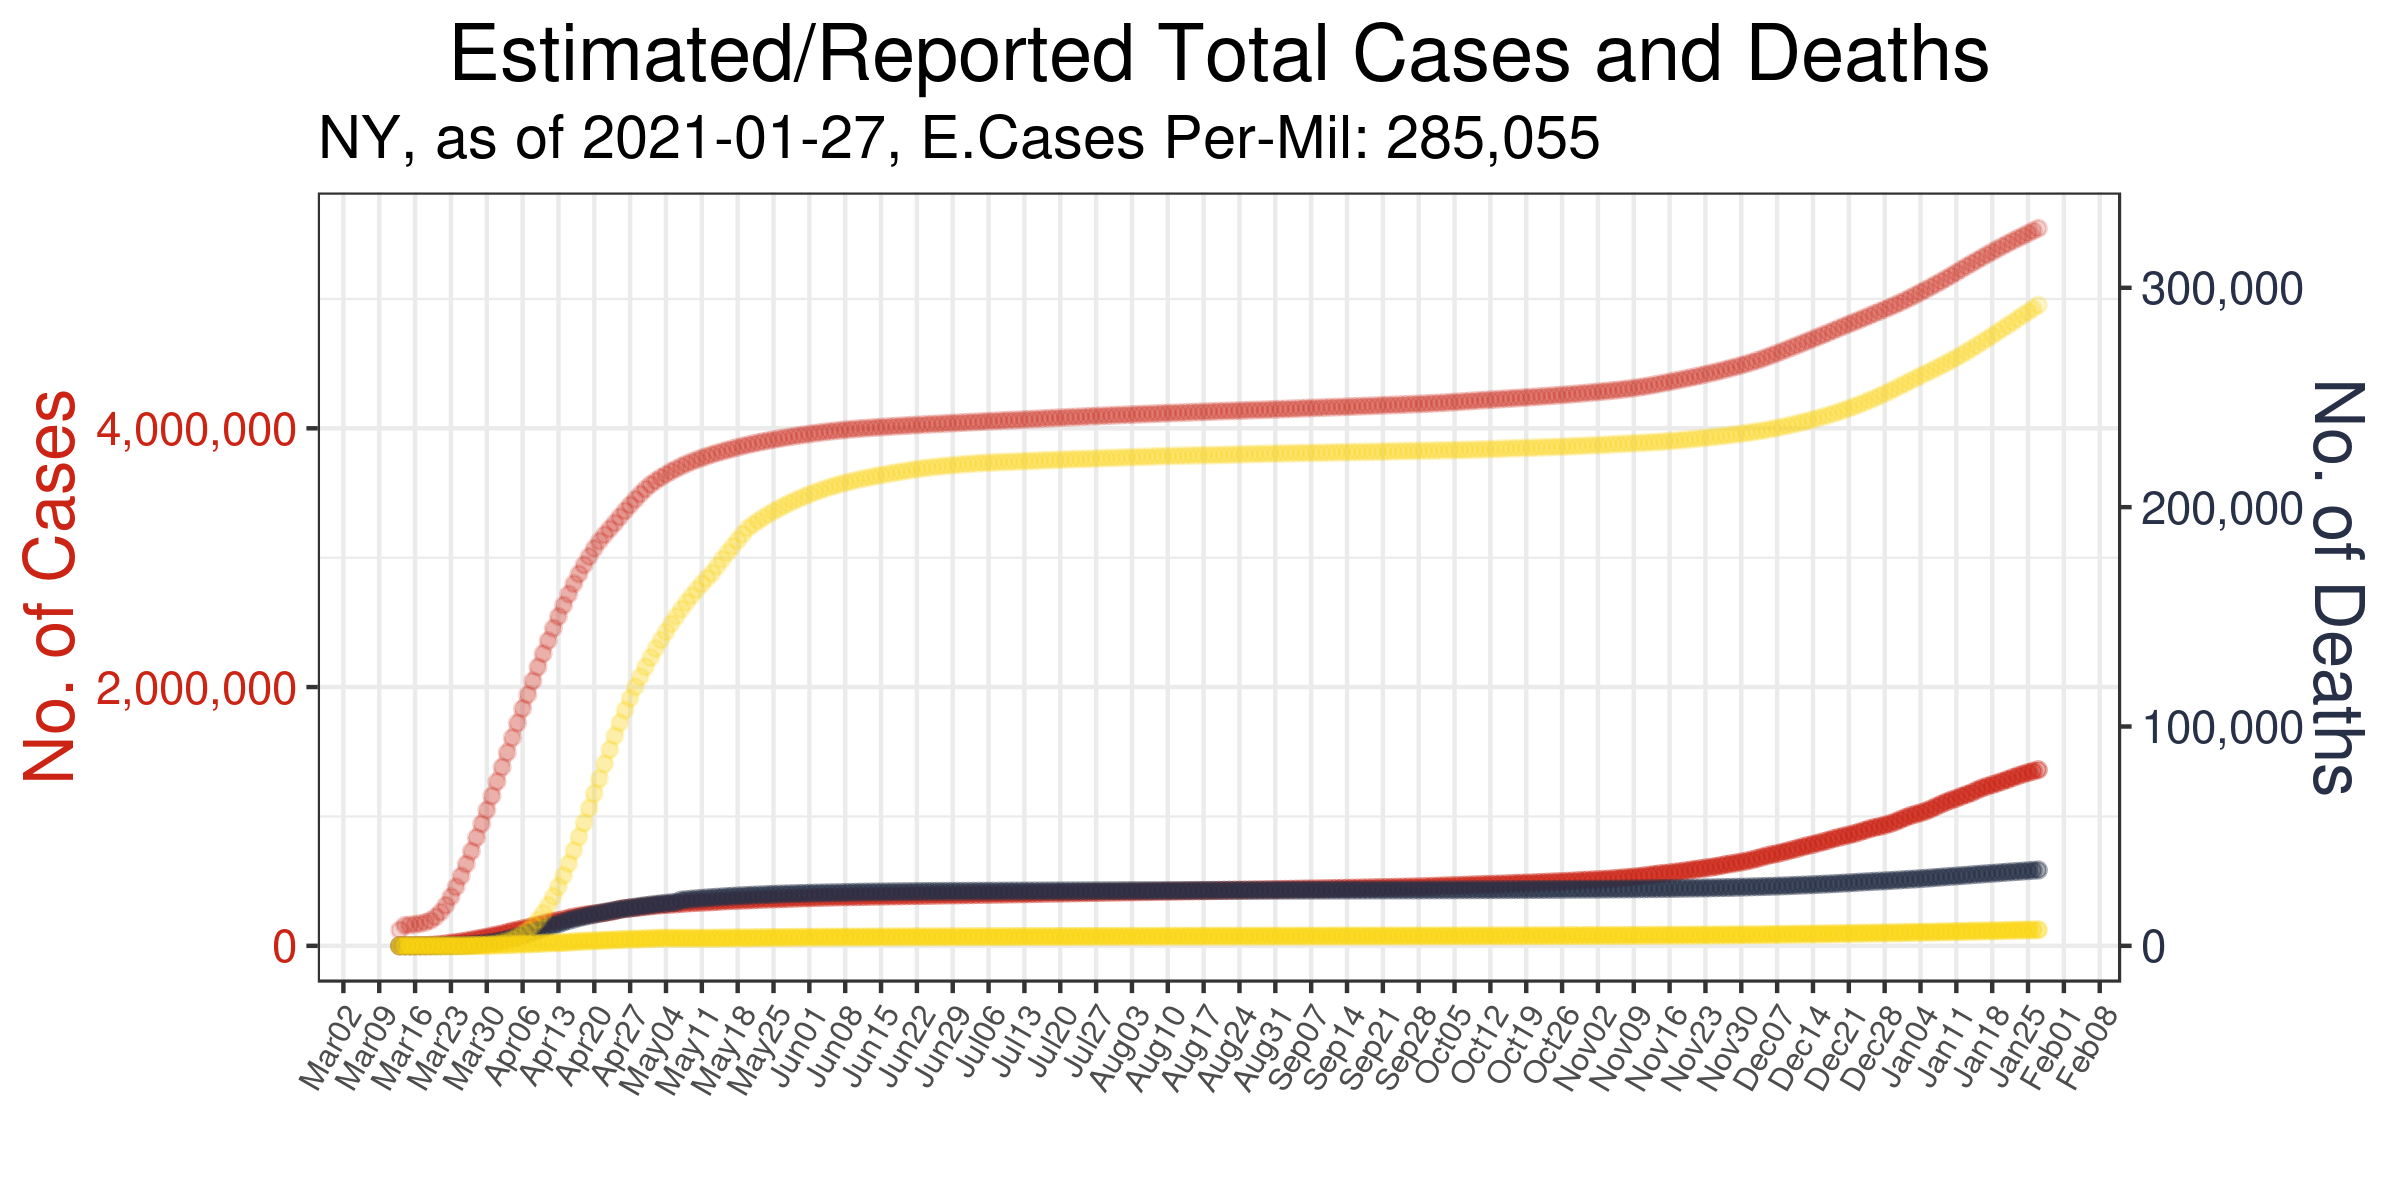 Estimated/Reported Total Cases and Deaths
NY, as of 2021-01-27, E.Cases Per-Mil: 285,055
No. of Cases
4,000,000
2,000,000
0
300,000
200,000
100,000
0
No. of Deaths
Mar02
Mar09
Mar16
Mar23
Mar30
Apr06
Apr13
Apr20
Apr27
May04
May11
May18
May25
Jun01
Jun08
Jun15
Jun22
Jun29
Jul06
Jul13
Jul20
Jul27
Aug03
Aug10
Aug17
Aug24
Aug31
Sep07
Sep14
Sep21
Sep28
Oct05
Oct12
Oct19
Oct26
Nov02
Nov09
Nov16
Nov23
Nov30
Dec07
Dec14
Dec21
Dec28
Jan04
Jan11
Jan18
Jan25
Feb01
Feb08